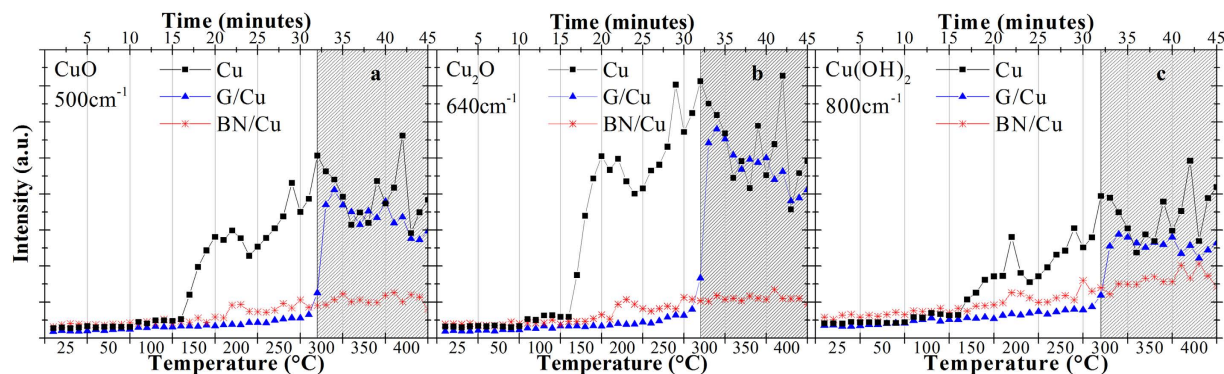 Time (minutes) Time (minutes) Time (minutes)
5 10 15 20 25 30 35 40 45 5 10 15 20 25 30 35 40 45 5 10 15 20 25 30 35 40 45
CuO Cu a Cu₂O Cu b Cu(OH)₂ Cu c
500cm⁻¹ G/Cu 640cm⁻¹ G/Cu 800cm⁻¹ G/Cu
BN/Cu BN/Cu BN/Cu
Intensity (a.u.)
25 50 100 150 200 250 300 350 400 25 50 100 150 200 250 300 350 400 25 50 100 150 200 250 300 350 400
Temperature (°C) Temperature (°C) Temperature (°C)